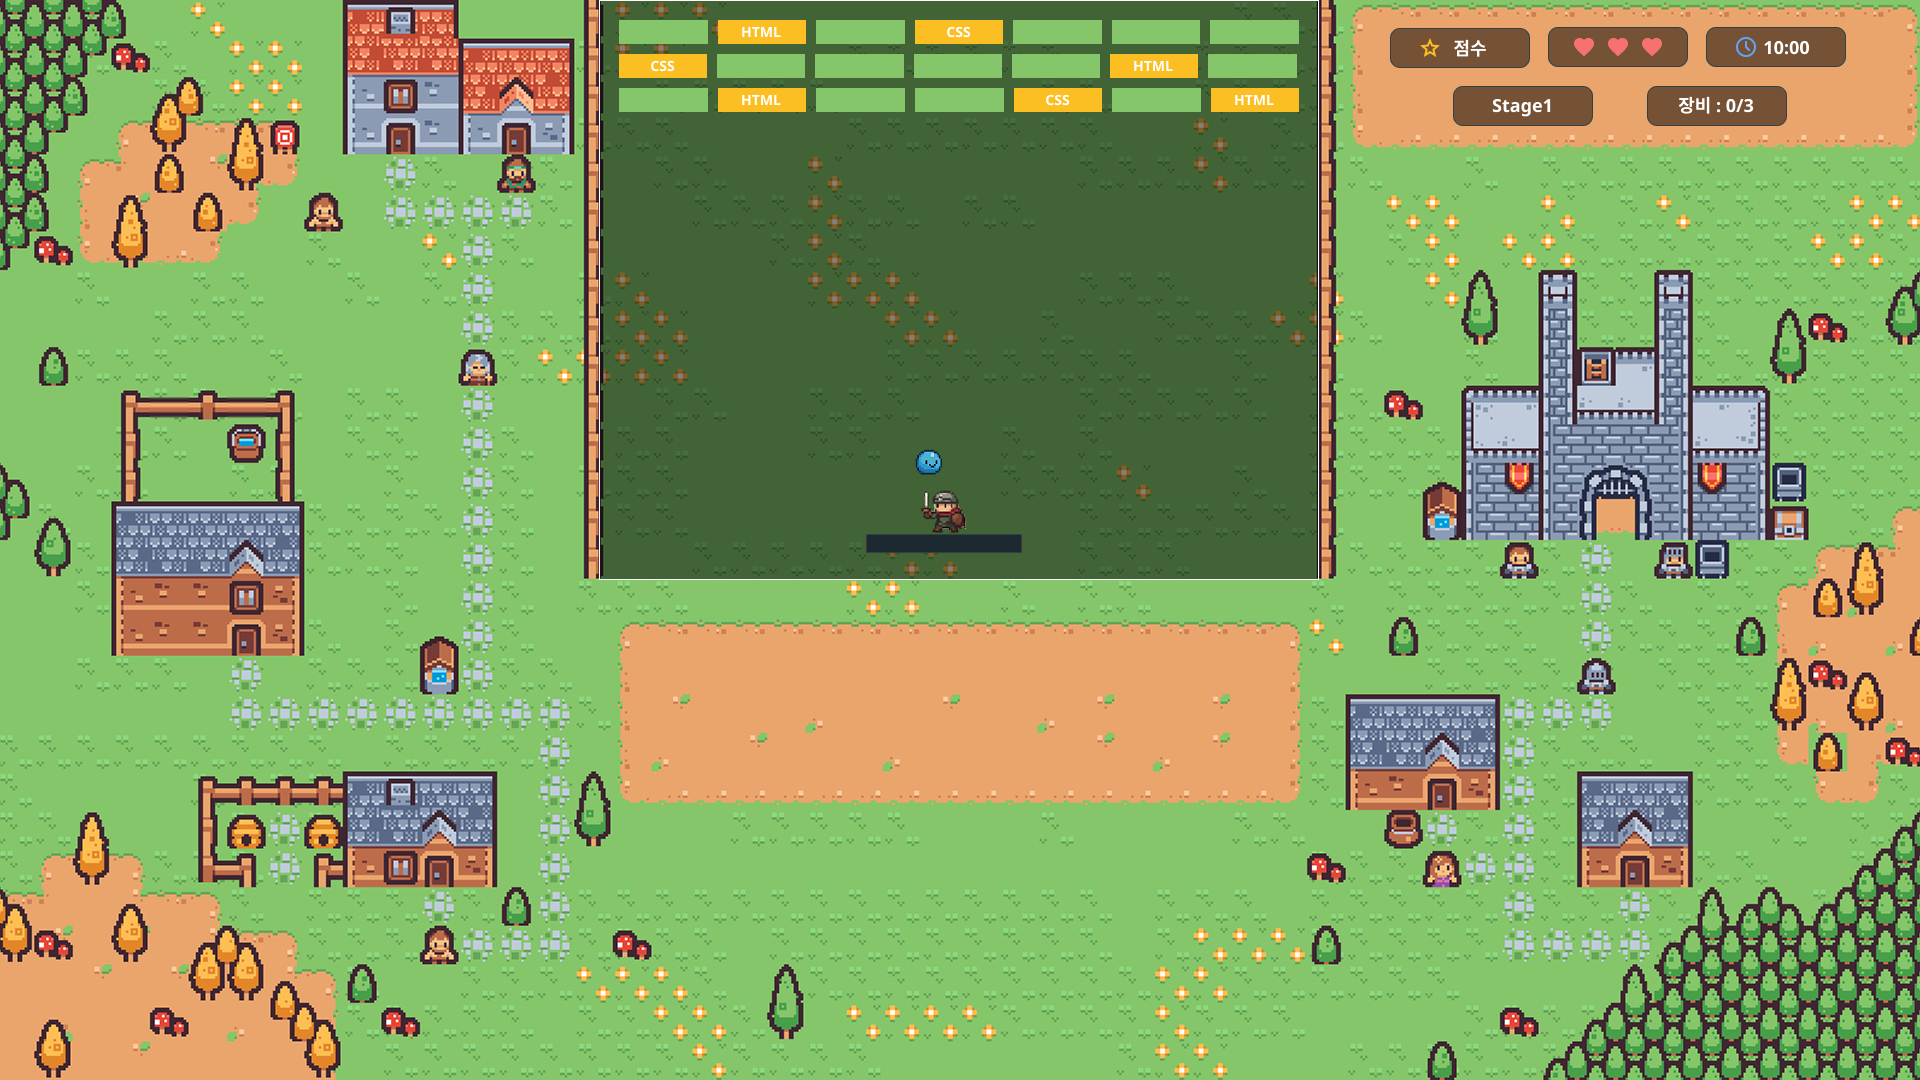 HTML CSS
CSS HTML
HTML CSS HTML
점수 10:00
Stage1 장비 : 0/3